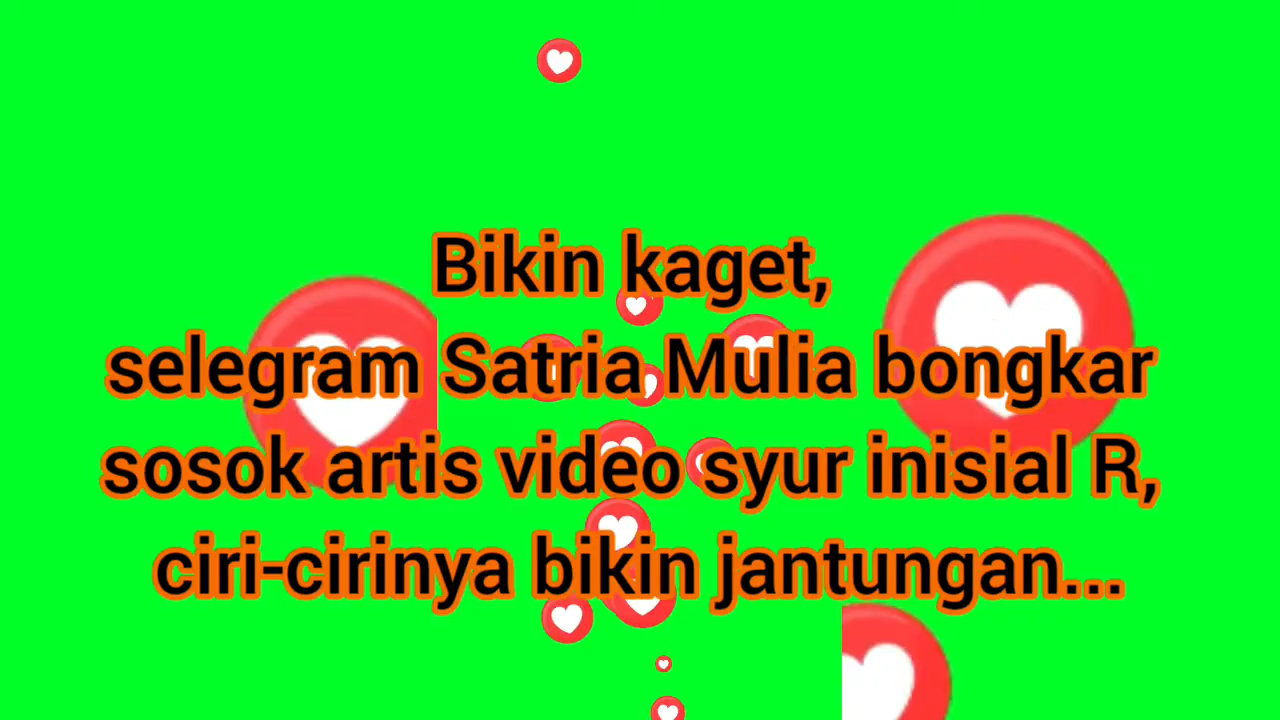 Bikin kaget,
selegram Satria Mulia bongkar
sosok artis video syur inisial R,
ciri-cirinya bikin jantungan...